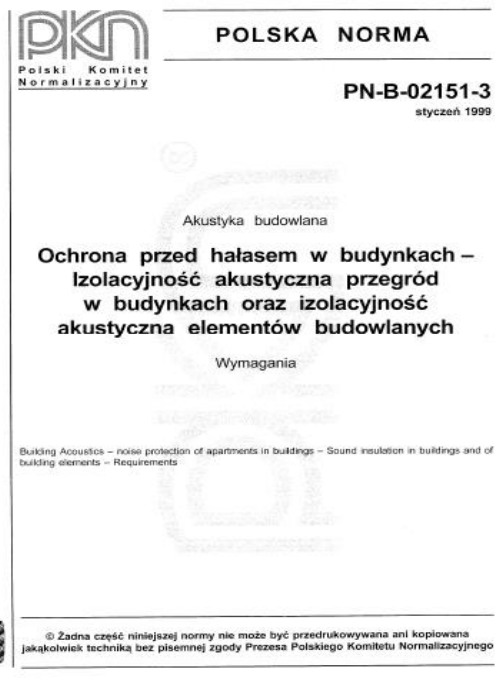 PKN
POLSKA NORMA
Polski Komitet
Normalizacyjny
PN-B-02151-3
styczeń 1999
Akustyka budowlana
Ochrona przed hałasem w budynkach –
Izolacyjność akustyczna przegród
w budynkach oraz izolacyjność
akustyczna elementów budowlanych
Wymagania
Building Acoustics – noise protection of apartments in buildings – Sound insulation in buildings and of
building elements – Requirements
© Żadna część niniejszej normy nie może być przedrukowywana ani kopiowana
jakąkolwiek techniką bez pisemnej zgody Prezesa Polskiego Komitetu Normalizacyjnego